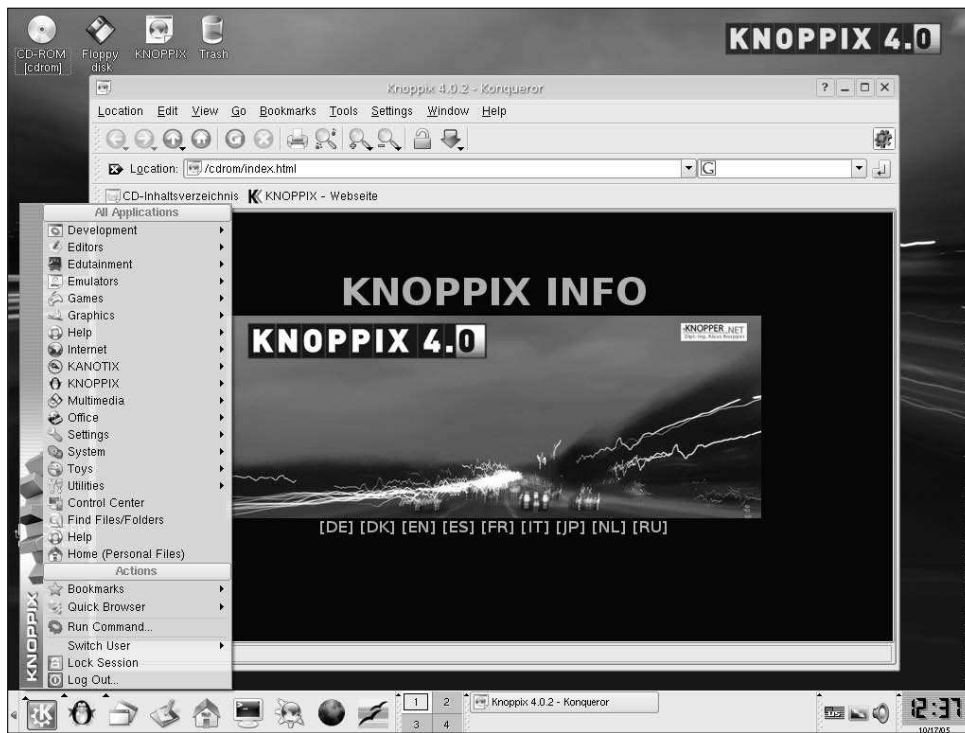 CD-ROM
[cdrom]
Floppy
disk
KNOPPIX
Trash
KNOPPIX 4.0
Knoppix 4.0.2 - Konqueror
Location Edit View Go Bookmarks Tools Settings Window Help
Location: /cdrom/index.html
G
CD-Inhaltsverzeichnis KNOPPIX - Webseite
KNOPPIX INFO
KNOPPIX 4.0
KNOPPER.NET
Dipl.-Ing. Klaus Knopper
[DE] [DK] [EN] [ES] [FR] [IT] [JP] [NL] [RU]
All Applications
Development
Editors
Edutainment
Emulators
Games
Graphics
Help
Internet
KANOTIX
KNOPPIX
Multimedia
Office
Settings
System
Toys
Utilities
Control Center
Find Files/Folders
Help
Home (Personal Files)
Actions
Bookmarks
Quick Browser
Run Command...
Switch User
Lock Session
Log Out...
KNOPPIX
1 2
3 4
Knoppix 4.0.2 - Konqueror
us
12:37
10/17/05